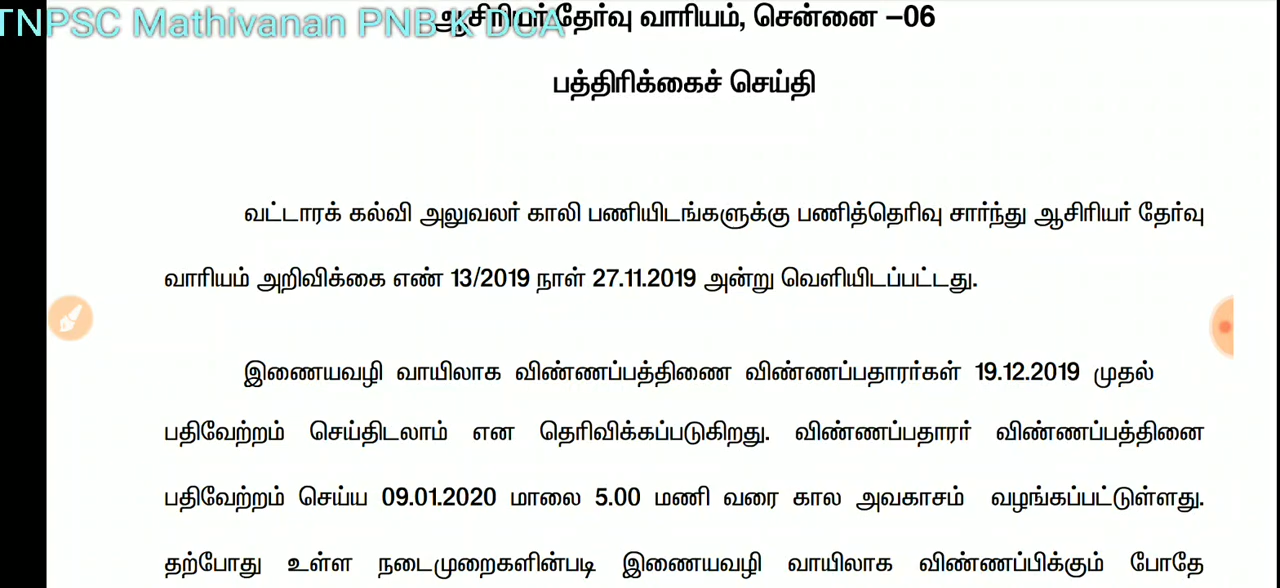 TNPSC Mathivanan PNB K DCA
ஆசிரியர் தேர்வு வாரியம், சென்னை –06
பத்திரிக்கைச் செய்தி
வட்டாரக் கல்வி அலுவலர் காலி பணியிடங்களுக்கு பணித்தெரிவு சார்ந்து ஆசிரியர் தேர்வு
வாரியம் அறிவிக்கை எண் 13/2019 நாள் 27.11.2019 அன்று வெளியிடப்பட்டது.
இணையவழி வாயிலாக விண்ணப்பத்திணை விண்ணப்பதாரர்கள் 19.12.2019 முதல்
பதிவேற்றம் செய்திடலாம் என தெரிவிக்கப்படுகிறது. விண்ணப்பதாரர் விண்ணப்பத்தினை
பதிவேற்றம் செய்ய 09.01.2020 மாலை 5.00 மணி வரை கால அவகாசம் வழங்கப்பட்டுள்ளது.
தற்போது உள்ள நடைமுறைகளின்படி இணையவழி வாயிலாக விண்ணப்பிக்கும் போதே